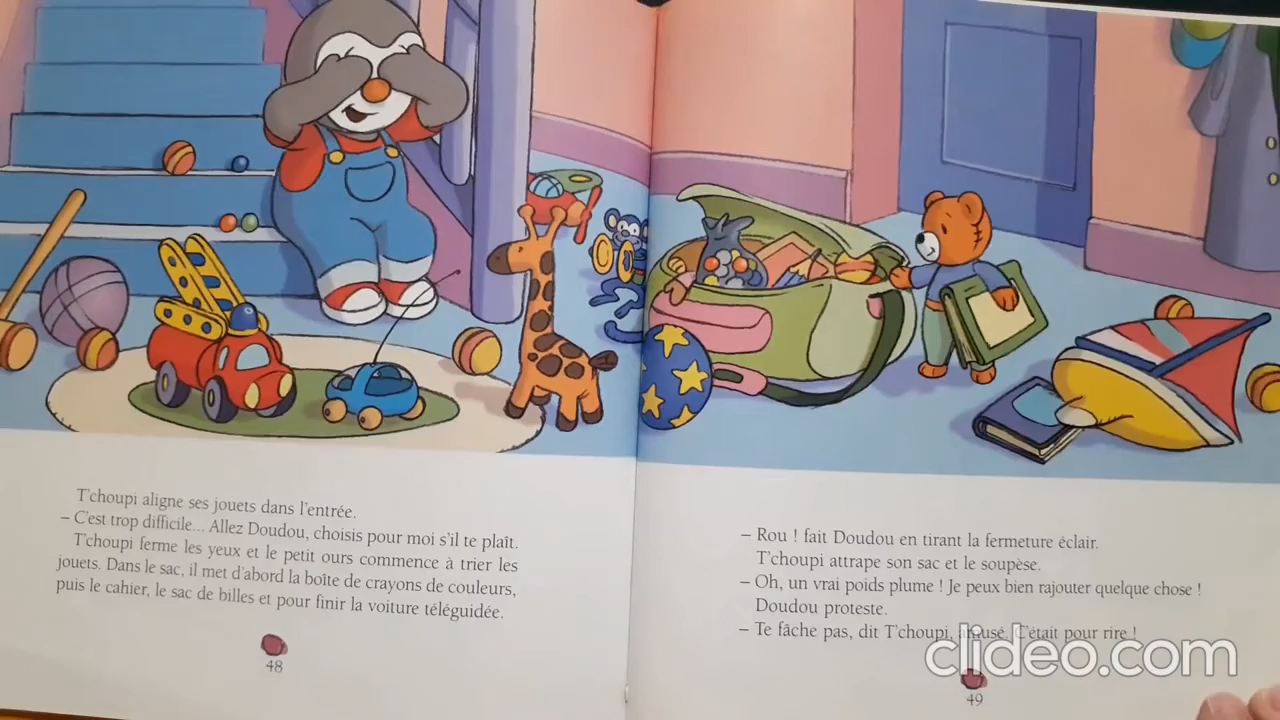 T'choupi aligne ses jouets dans l'entrée.
– C'est trop difficile... Allez Doudou, choisis pour moi s'il te plaît.
T'choupi ferme les yeux et le petit ours commence à trier les
jouets. Dans le sac, il met d'abord la boîte de crayons de couleurs,
puis le cahier, le sac de billes et pour finir la voiture téléguidée.
48
– Rou ! fait Doudou en tirant la fermeture éclair.
T'choupi attrape son sac et le soupèse.
– Oh, un vrai poids plume ! Je peux bien rajouter quelque chose !
Doudou proteste.
– Te fâche pas, dit T'choupi, amusé. C'était pour rire !
clideo.com
49